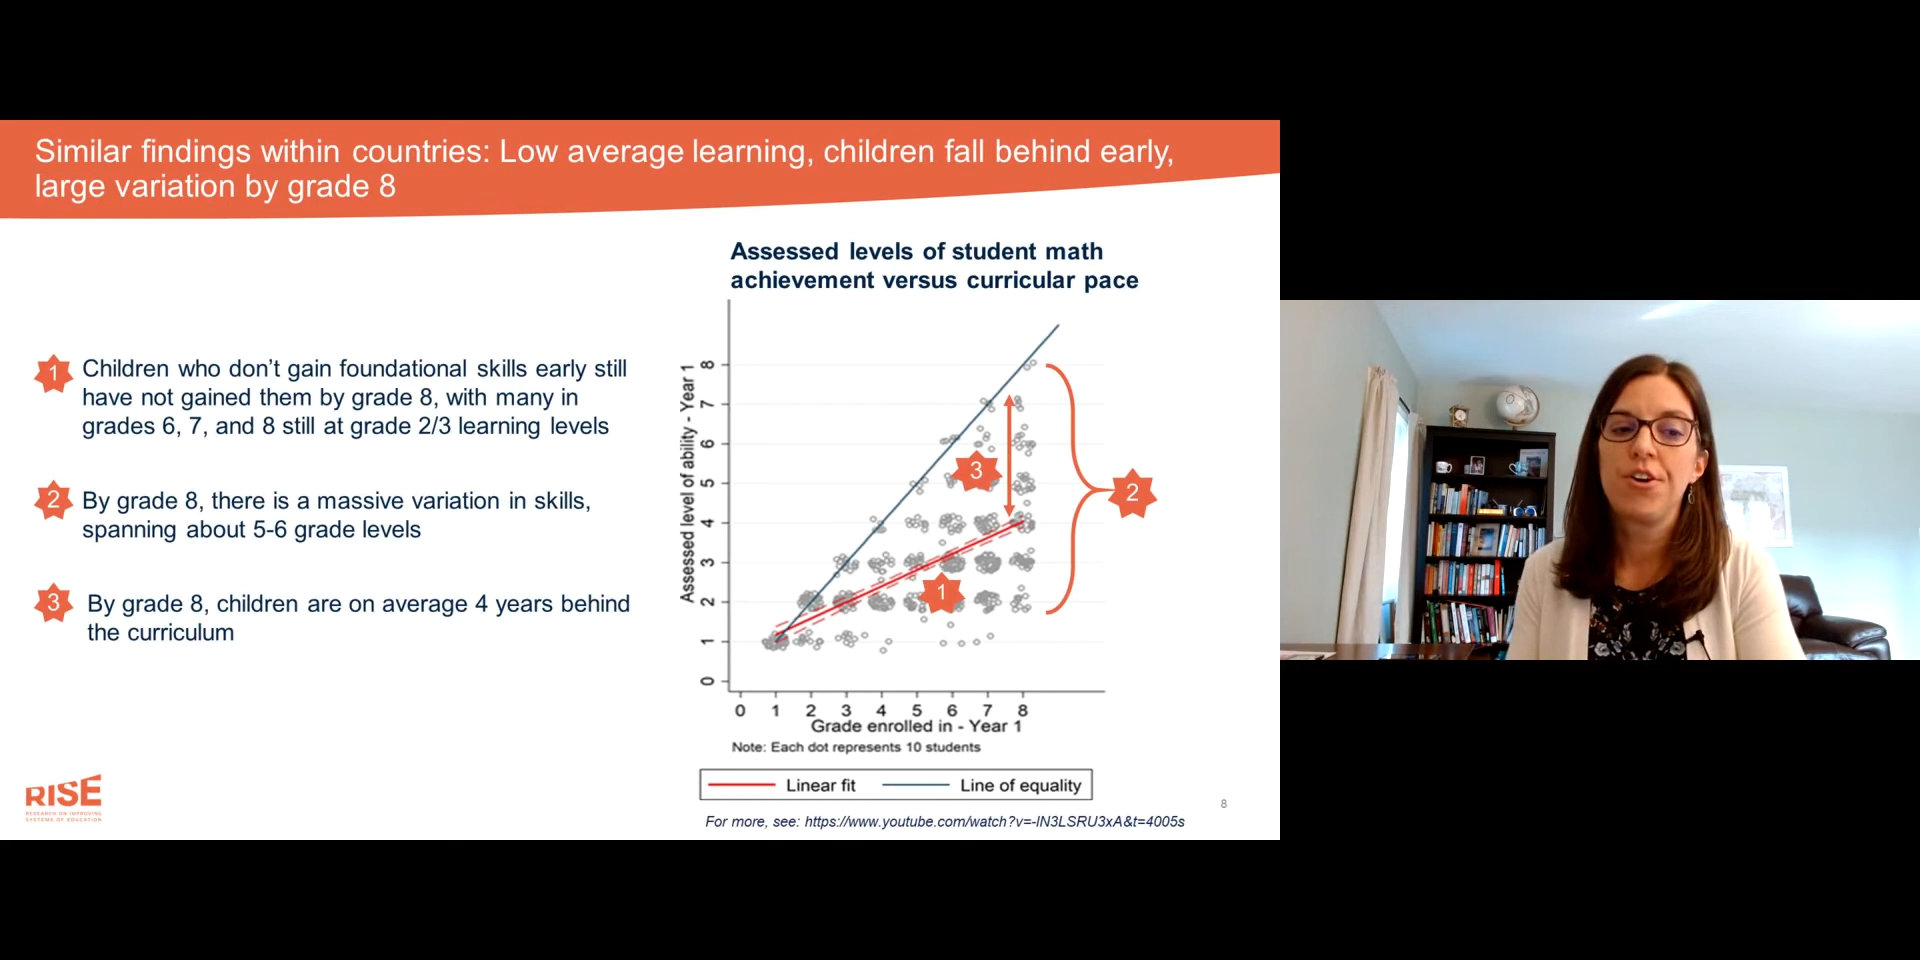 Similar findings within countries: Low average learning, children fall behind early,
large variation by grade 8
1
Children who don’t gain foundational skills early still
have not gained them by grade 8, with many in
grades 6, 7, and 8 still at grade 2/3 learning levels
2
By grade 8, there is a massive variation in skills,
spanning about 5-6 grade levels
3
By grade 8, children are on average 4 years behind
the curriculum
RISE
RESEARCH ON IMPROVING
SYSTEMS OF EDUCATION
Assessed levels of student math
achievement versus curricular pace
Assessed level of ability - Year 1
8
7
6
5
4
3
2
1
0
3
2
1
0 1 2 3 4 5 6 7 8
Grade enrolled in - Year 1
Note: Each dot represents 10 students
Linear fit Line of equality
8
For more, see: https://www.youtube.com/watch?v=-IN3LSRU3xA&t=4005s